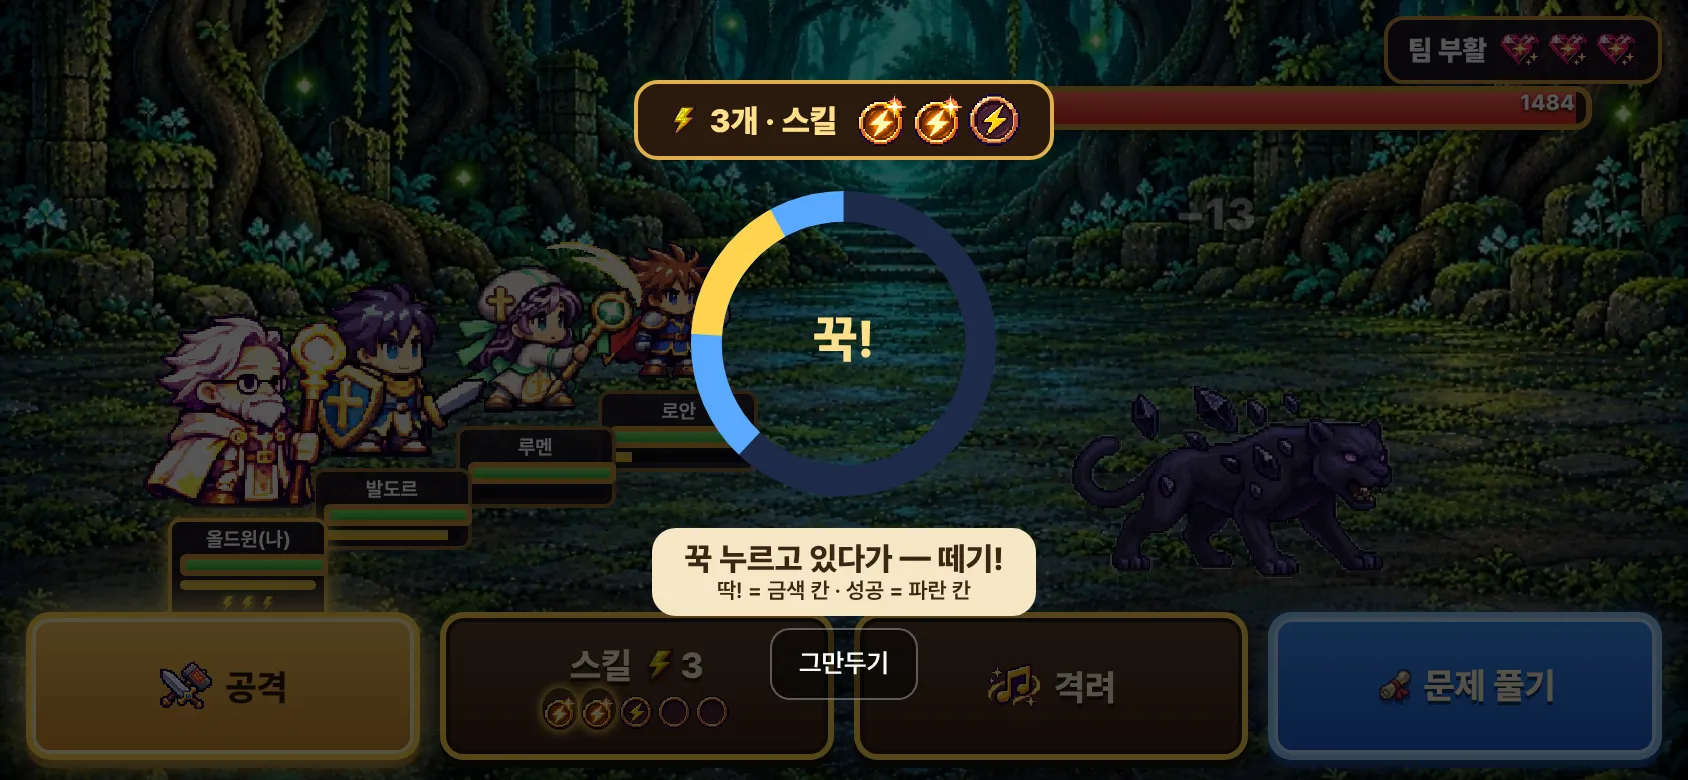 팀 부활
3개 · 스킬
1484
-13
꾹!
로안
루멘
발도르
올드윈(나)
꾹 누르고 있다가 — 떼기!
딱! = 금색 칸 · 성공 = 파란 칸
공격
스킬 3
그만두기
격려
문제 풀기